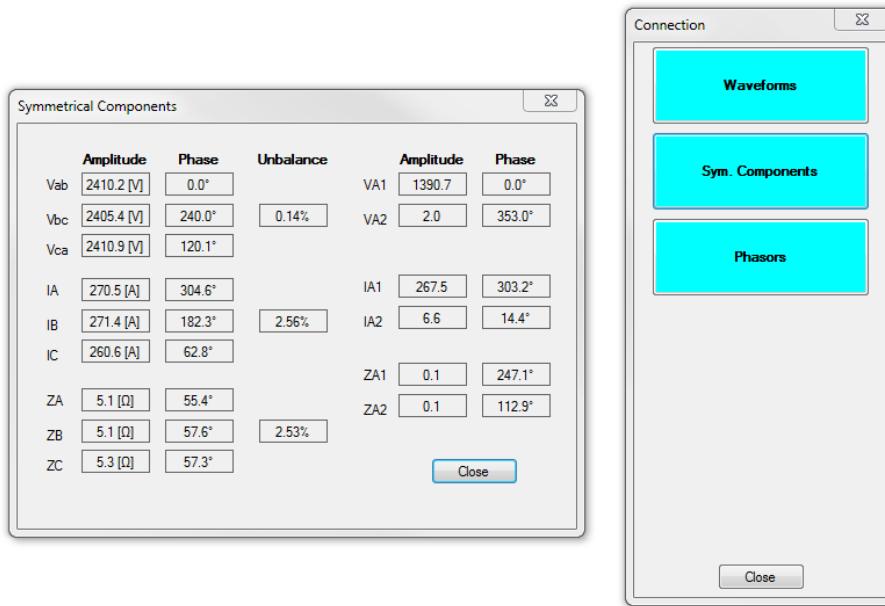 Symmetrical Components
Amplitude Phase Unbalance Amplitude Phase
Vab 2410.2 [V] 0.0° VA1 1390.7 0.0°
Vbc 2405.4 [V] 240.0° 0.14% VA2 2.0 353.0°
Vca 2410.9 [V] 120.1°
IA 270.5 [A] 304.6° IA1 267.5 303.2°
IB 271.4 [A] 182.3° 2.56% IA2 6.6 14.4°
IC 260.6 [A] 62.8°
ZA1 0.1 247.1°
ZA 5.1 [Ω] 55.4° ZA2 0.1 112.9°
ZB 5.1 [Ω] 57.6° 2.53%
ZC 5.3 [Ω] 57.3°
Close
Connection
Waveforms
Sym. Components
Phasors
Close